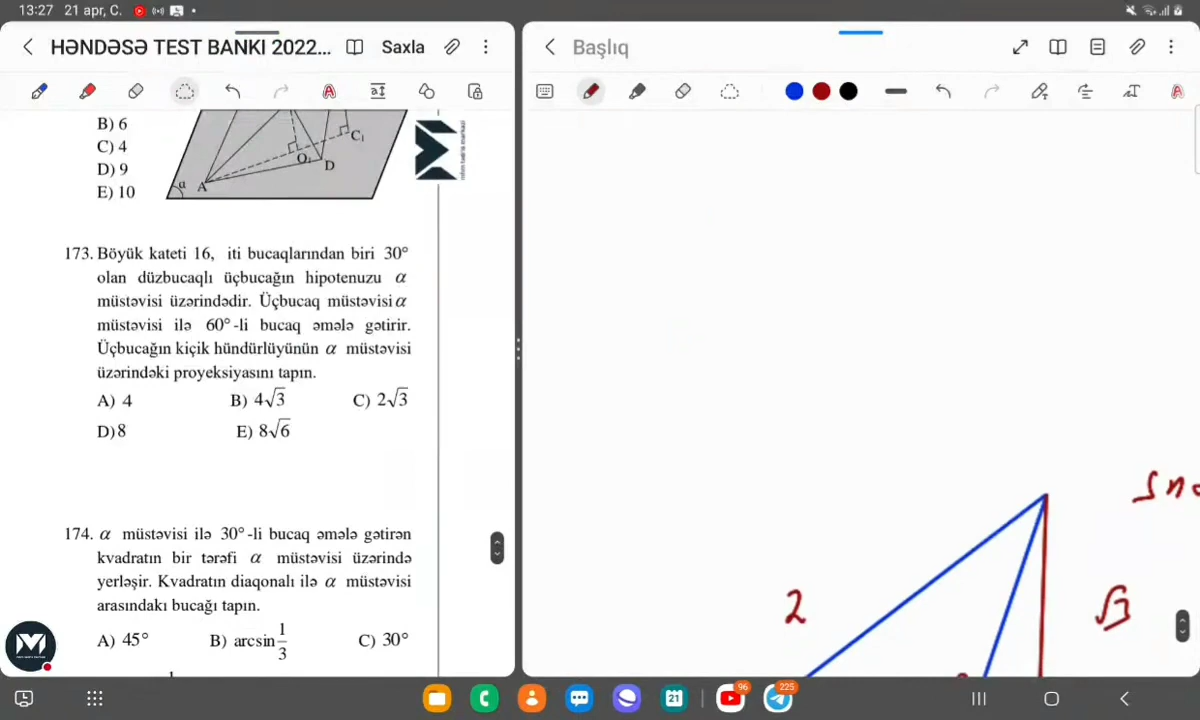 13:27 21 apr, C.
HƏNDƏSƏ TEST BANKI 2022...
Saxla
Başlıq
B) 6
C) 4
D) 9
E) 10
α
A
O₁
D
C₁
173. Böyük kateti 16, iti bucaqlarından biri 30°
olan düzbucaqlı üçbucağın hipotenuzu α
müstəvisi üzərindədir. Üçbucaq müstəvisi α
müstəvisi ilə 60°-li bucaq əmələ gətirir.
Üçbucağın kiçik hündürlüyünün α müstəvisi
üzərindəki proyeksiyasını tapın.
A) 4 B) 4√3 C) 2√3
D)8 E) 8√6
174. α müstəvisi ilə 30°-li bucaq əmələ gətirən
kvadratın bir tərəfi α müstəvisi üzərində
yerləşir. Kvadratın diaqonalı ilə α müstəvisi
arasındakı bucağı tapın.
A) 45° B) arcsin 1/3 C) 30°
2
√3
21
96
225